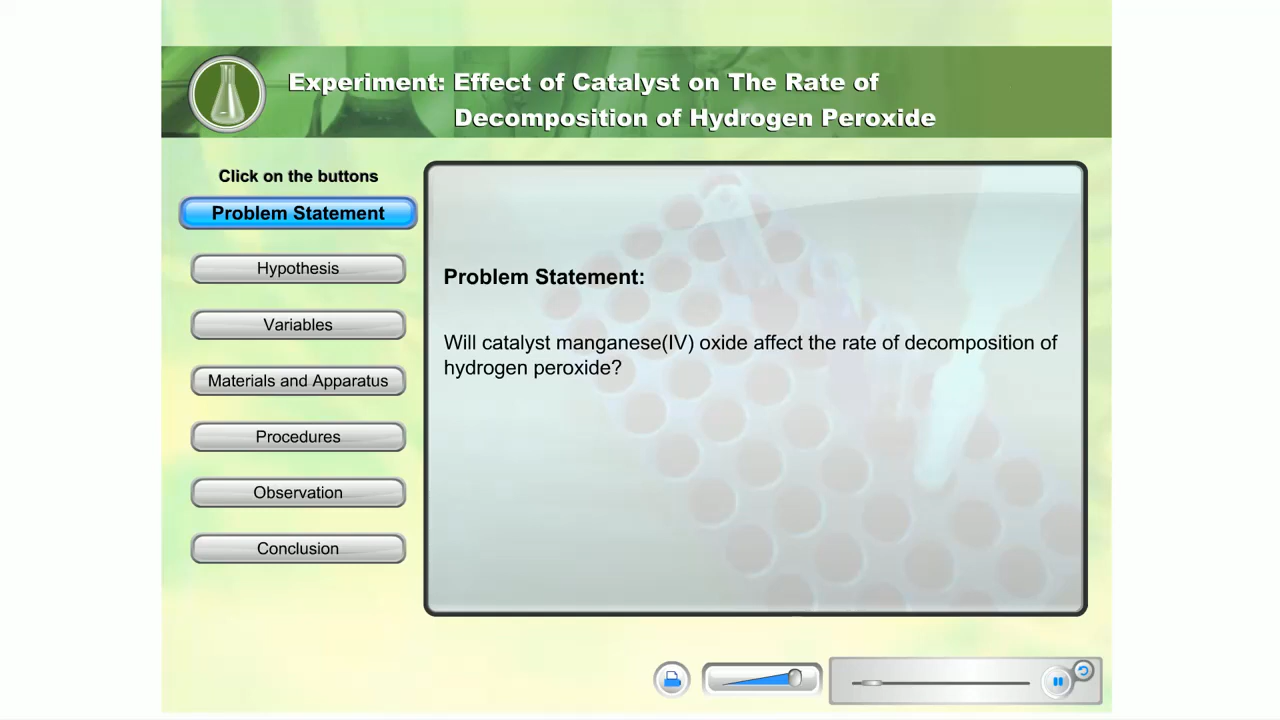 Experiment: Effect of Catalyst on The Rate of
Decomposition of Hydrogen Peroxide
Click on the buttons
Problem Statement
Hypothesis
Variables
Materials and Apparatus
Procedures
Observation
Conclusion
Problem Statement:
Will catalyst manganese(IV) oxide affect the rate of decomposition of
hydrogen peroxide?